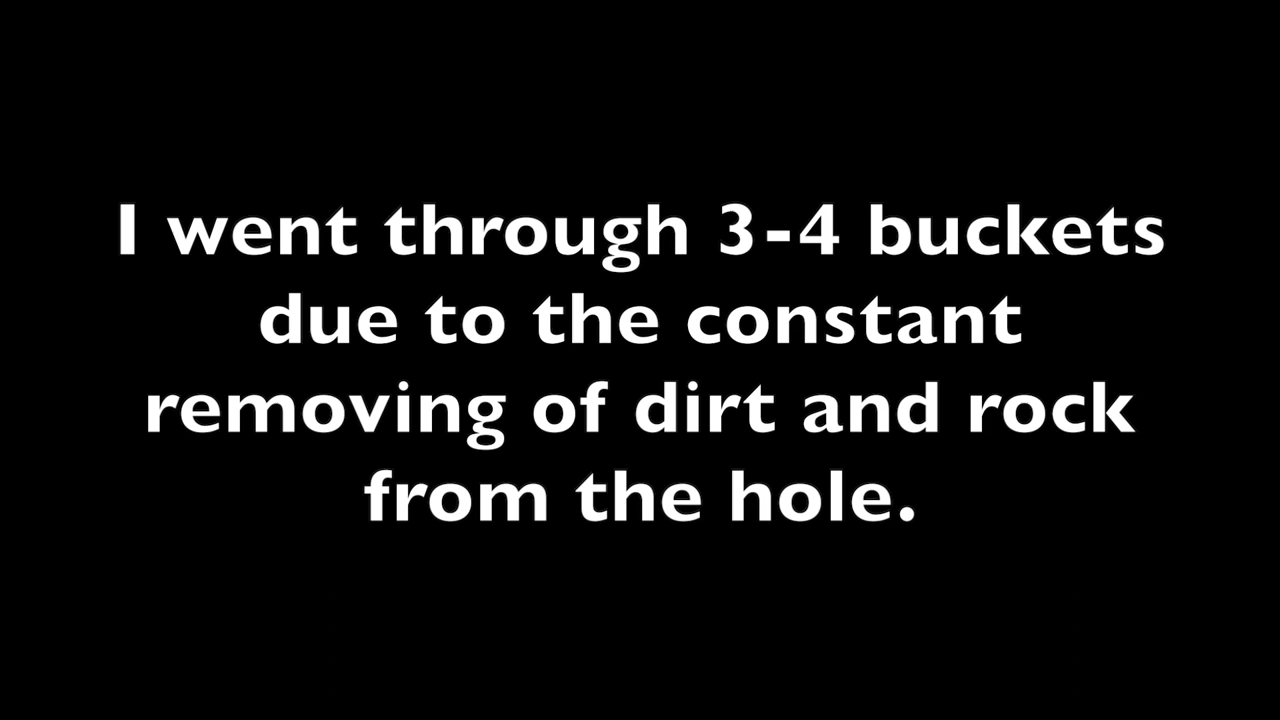 I went through 3-4 buckets
due to the constant
removing of dirt and rock
from the hole.